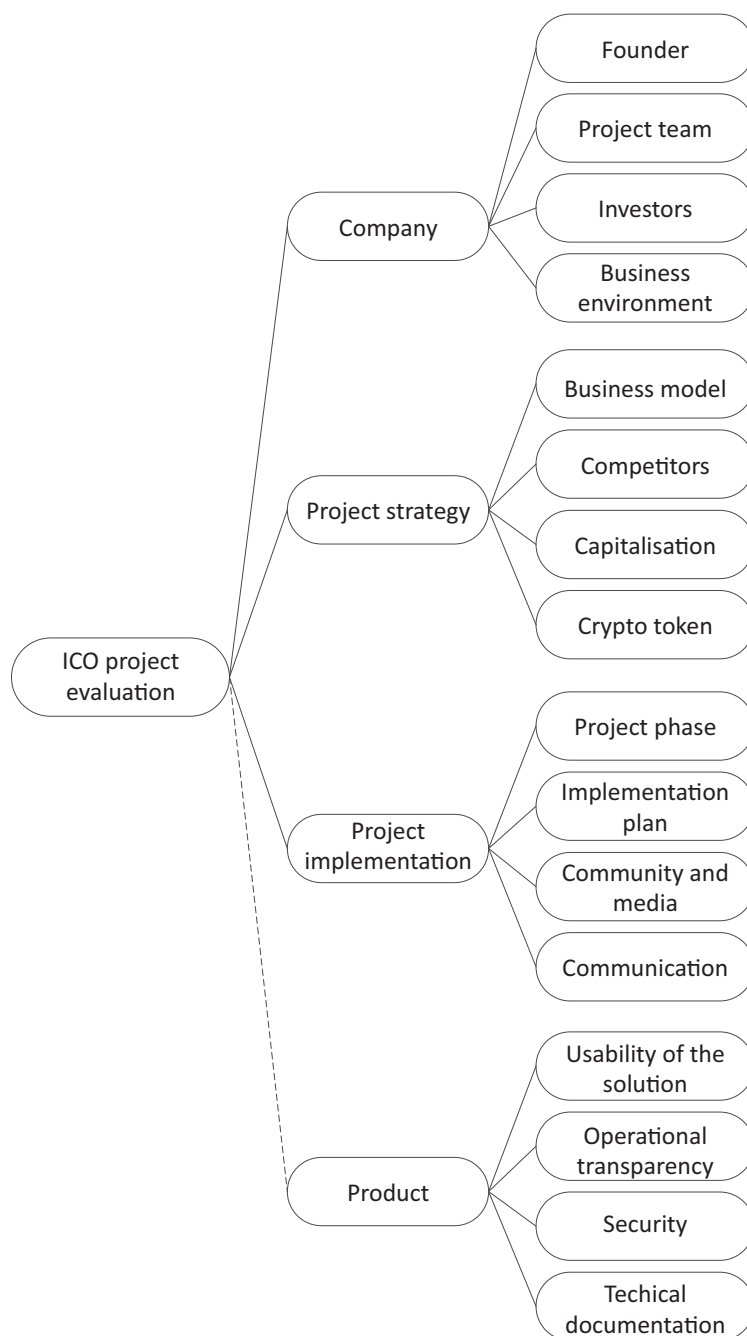 Founder
Project team
Investors
Company
Business
environment
Business model
Competitors
Project strategy
Capitalisation
Crypto token
ICO project
evaluation
Project phase
Implementation
plan
Project
implementation
Community and
media
Communication
Usability of the
solution
Operational
transparency
Product
Security
Techical
documentation